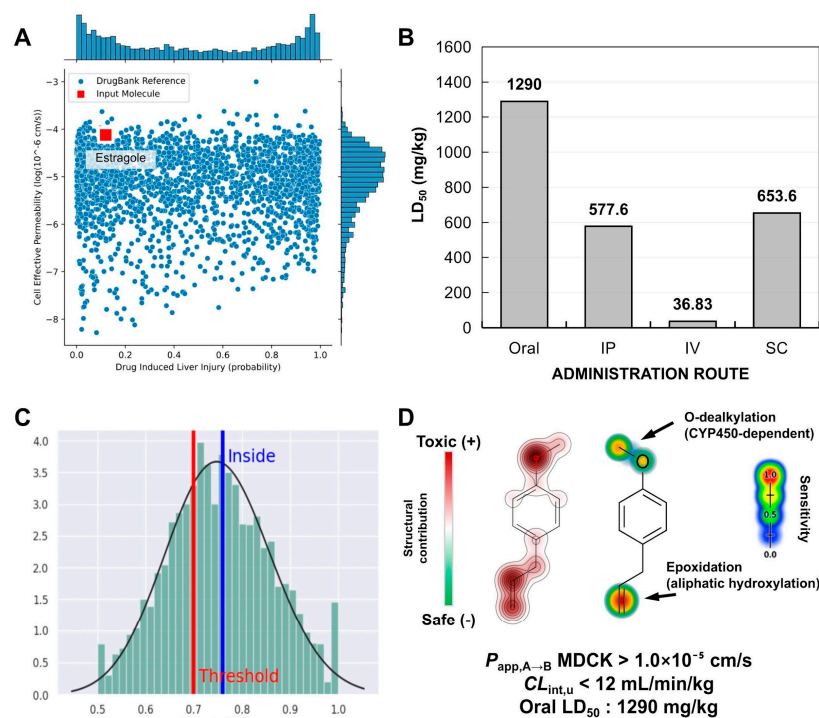 A
−3
−4
−5
−6
−7
−8
Cell Effective Permeability (log(10^-6 cm/s))
DrugBank Reference
Input Molecule
Estragole
0.0 0.2 0.4 0.6 0.8 1.0
Drug Induced Liver Injury (probability)
B
1600
1400
1200
1000
800
600
400
200
0
LD50 (mg/kg)
1290
577.6
36.83
653.6
Oral IP IV SC
ADMINISTRATION ROUTE
C
4.0
3.5
3.0
2.5
2.0
1.5
1.0
0.5
0.0
Inside
Threshold
0.5 0.6 0.7 0.8 0.9 1.0
D
Toxic (+)
Structural
contribution
Safe (-)
O-dealkylation
(CYP450-dependent)
1.0
0.5
0.0
Sensitivity
Epoxidation
(aliphatic hydroxylation)
Papp,A→B MDCK > 1.0×10⁻⁵ cm/s
CLint,u < 12 mL/min/kg
Oral LD50 : 1290 mg/kg